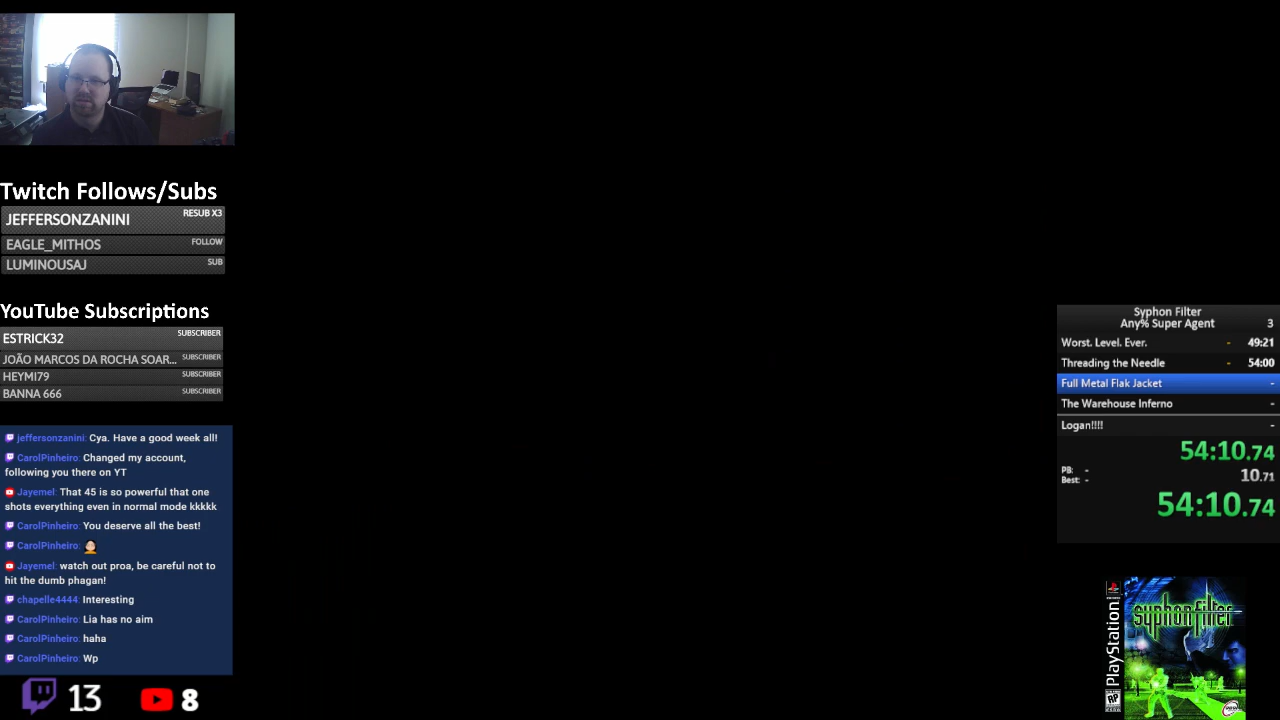 Twitch Follows/Subs
JEFFERSONZANINI RESUB X3
EAGLE_MITHOS FOLLOW
LUMINOUSAJ SUB
YouTube Subscriptions
ESTRICK32 SUBSCRIBER
JOÃO MARCOS DA ROCHA SOAR... SUBSCRIBER
HEYMI79 SUBSCRIBER
BANNA 666 SUBSCRIBER
jeffersonzanini: Cya. Have a good week all!
CarolPinheiro: Changed my account,
following you there on YT
Jayemel: That 45 is so powerful that one
shots everything even in normal mode kkkkk
CarolPinheiro: You deserve all the best!
CarolPinheiro:
Jayemel: watch out proa, be careful not to
hit the dumb phagan!
chapelle4444: Interesting
CarolPinheiro: Lia has no aim
CarolPinheiro: haha
CarolPinheiro: Wp
13 8
Syphon Filter
Any% Super Agent 3
Worst. Level. Ever. - 49:21
Threading the Needle - 54:00
Full Metal Flak Jacket -
The Warehouse Inferno -
Logan!!!! -
54:10.74
PB: - 10.71
Best: -
54:10.74
PlayStation
syphon filter